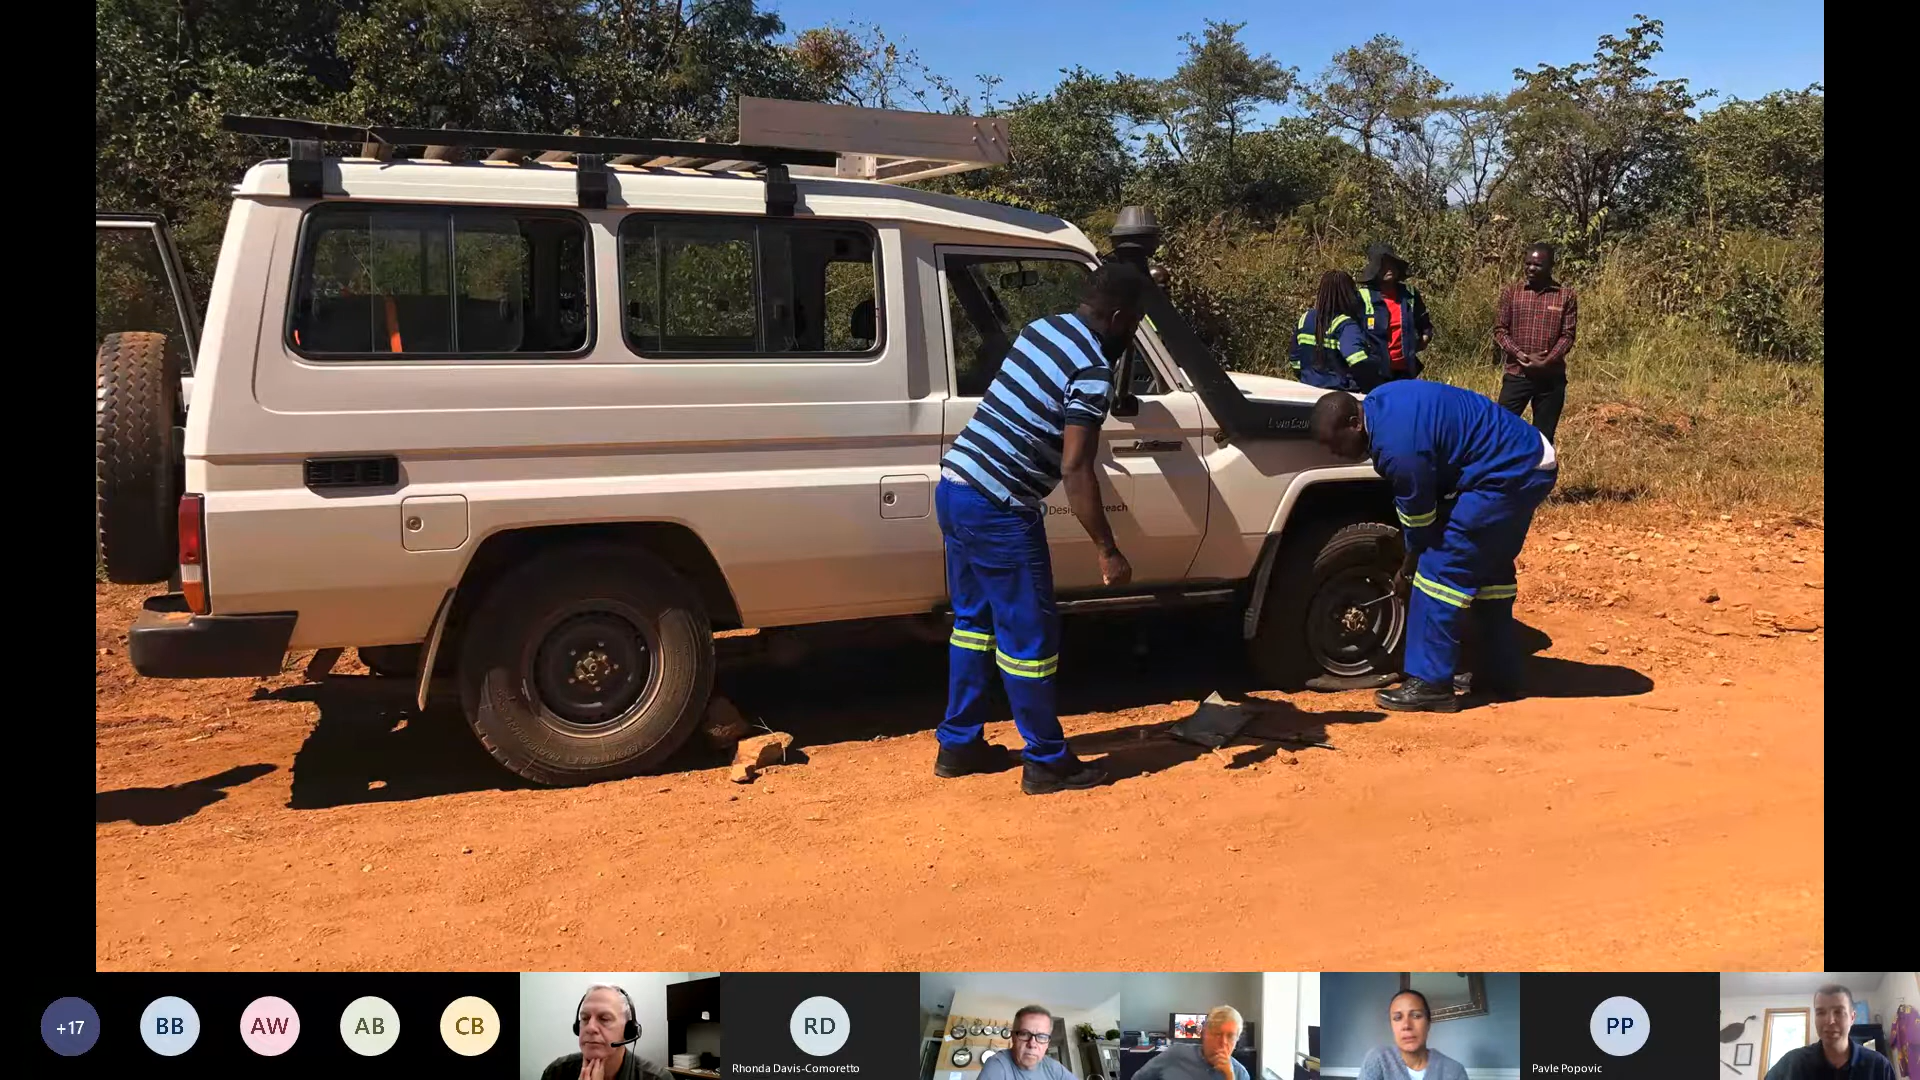 +17
BB
AW
AB
CB
RD
Rhonda Davis-Comoretto
PP
Pavle Popovic